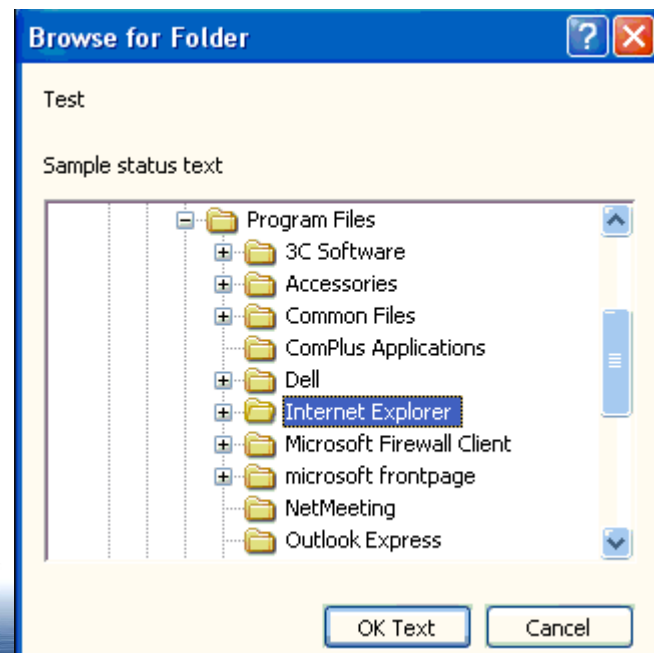 Browse for Folder
Test
Sample status text
Program Files
3C Software
Accessories
Common Files
ComPlus Applications
Dell
Internet Explorer
Microsoft Firewall Client
microsoft frontpage
NetMeeting
Outlook Express
OK Text Cancel